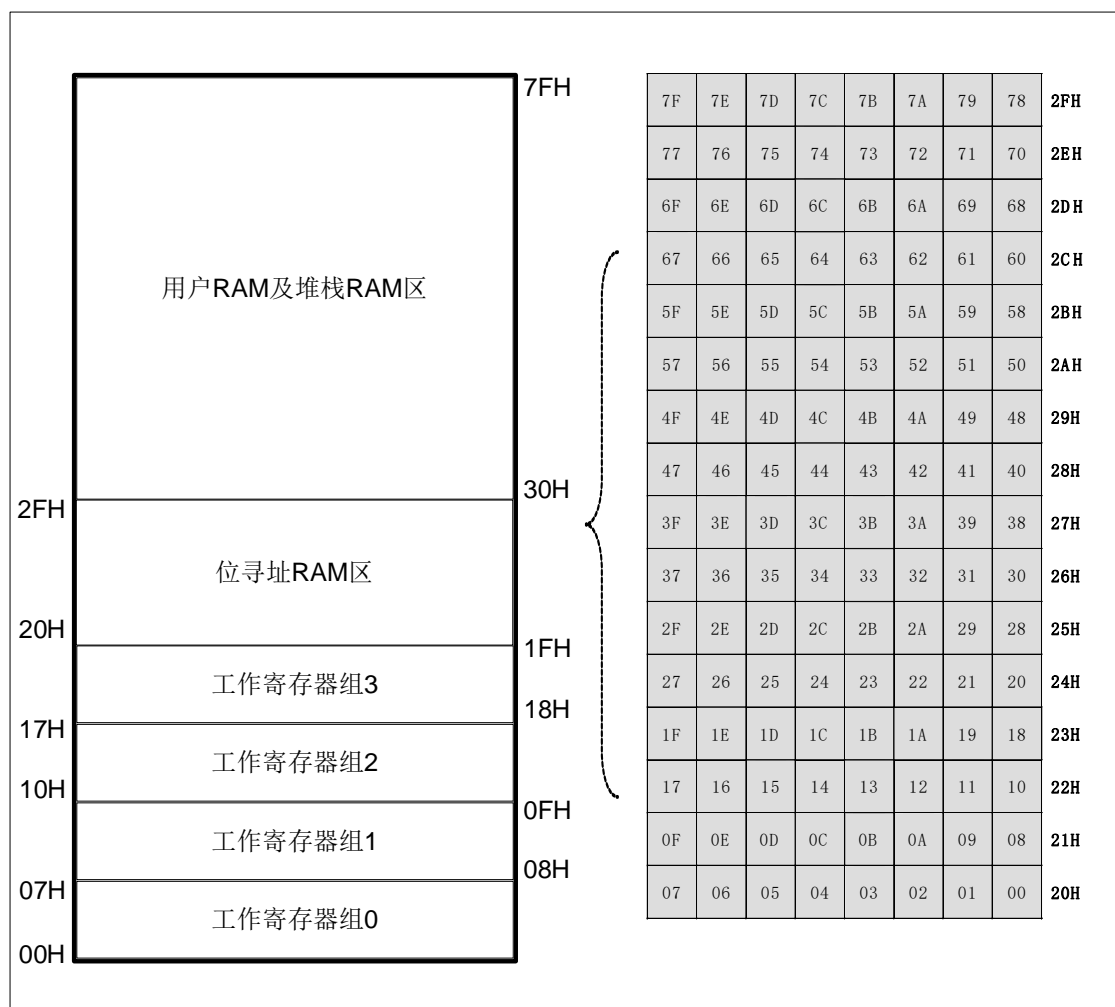 7FH
用户RAM及堆栈RAM区
30H
2FH
位寻址RAM区
20H
1FH
工作寄存器组3
18H
17H
工作寄存器组2
10H
0FH
工作寄存器组1
08H
07H
工作寄存器组0
00H
7F 7E 7D 7C 7B 7A 79 78 2FH
77 76 75 74 73 72 71 70 2EH
6F 6E 6D 6C 6B 6A 69 68 2DH
67 66 65 64 63 62 61 60 2CH
5F 5E 5D 5C 5B 5A 59 58 2BH
57 56 55 54 53 52 51 50 2AH
4F 4E 4D 4C 4B 4A 49 48 29H
47 46 45 44 43 42 41 40 28H
3F 3E 3D 3C 3B 3A 39 38 27H
37 36 35 34 33 32 31 30 26H
2F 2E 2D 2C 2B 2A 29 28 25H
27 26 25 24 23 22 21 20 24H
1F 1E 1D 1C 1B 1A 19 18 23H
17 16 15 14 13 12 11 10 22H
0F 0E 0D 0C 0B 0A 09 08 21H
07 06 05 04 03 02 01 00 20H